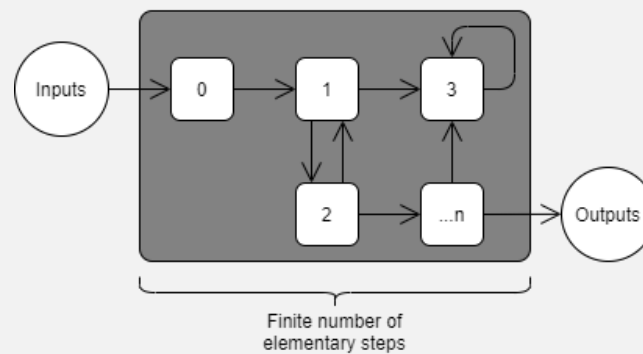 Inputs
0
1
3
2
...n
Outputs
Finite number of
elementary steps